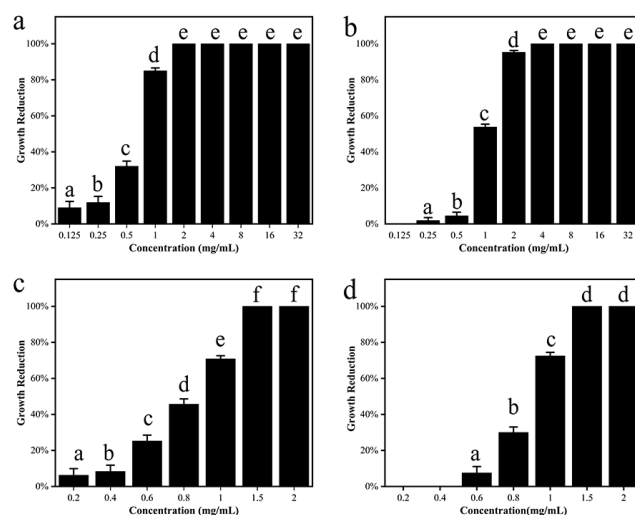 a
Growth Reduction
100%
80%
60%
40%
20%
0%
a b c d e e e e e
0.125 0.25 0.5 1 2 4 8 16 32
Concentration (mg/mL)
b
Growth Reduction
100%
80%
60%
40%
20%
0%
a b c d e e e e
0.125 0.25 0.5 1 2 4 8 16 32
Concentration (mg/mL)
c
Growth Reduction
100%
80%
60%
40%
20%
0%
a b c d e f f
0.2 0.4 0.6 0.8 1 1.5 2
Concentration (mg/mL)
d
Growth Reduction
100%
80%
60%
40%
20%
0%
a b c d d
0.2 0.4 0.6 0.8 1 1.5 2
Concentration(mg/mL)